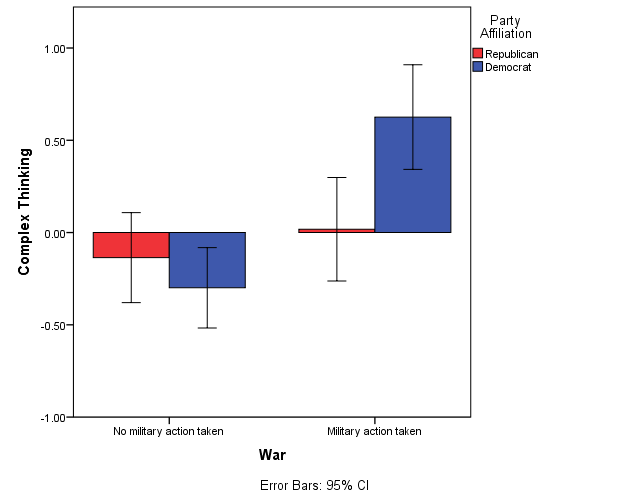 Party
Affiliation
Republican
Democrat
1.00
0.50
0.00
-0.50
-1.00
Complex Thinking
No military action taken
Military action taken
War
Error Bars: 95% CI